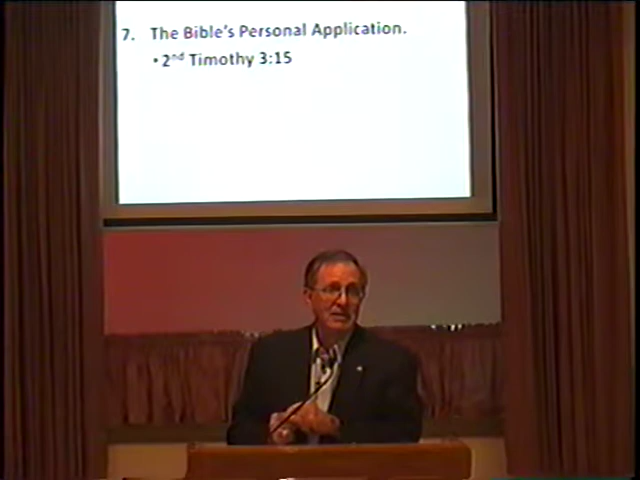 7. The Bible's Personal Application.
• 2nd Timothy 3:15